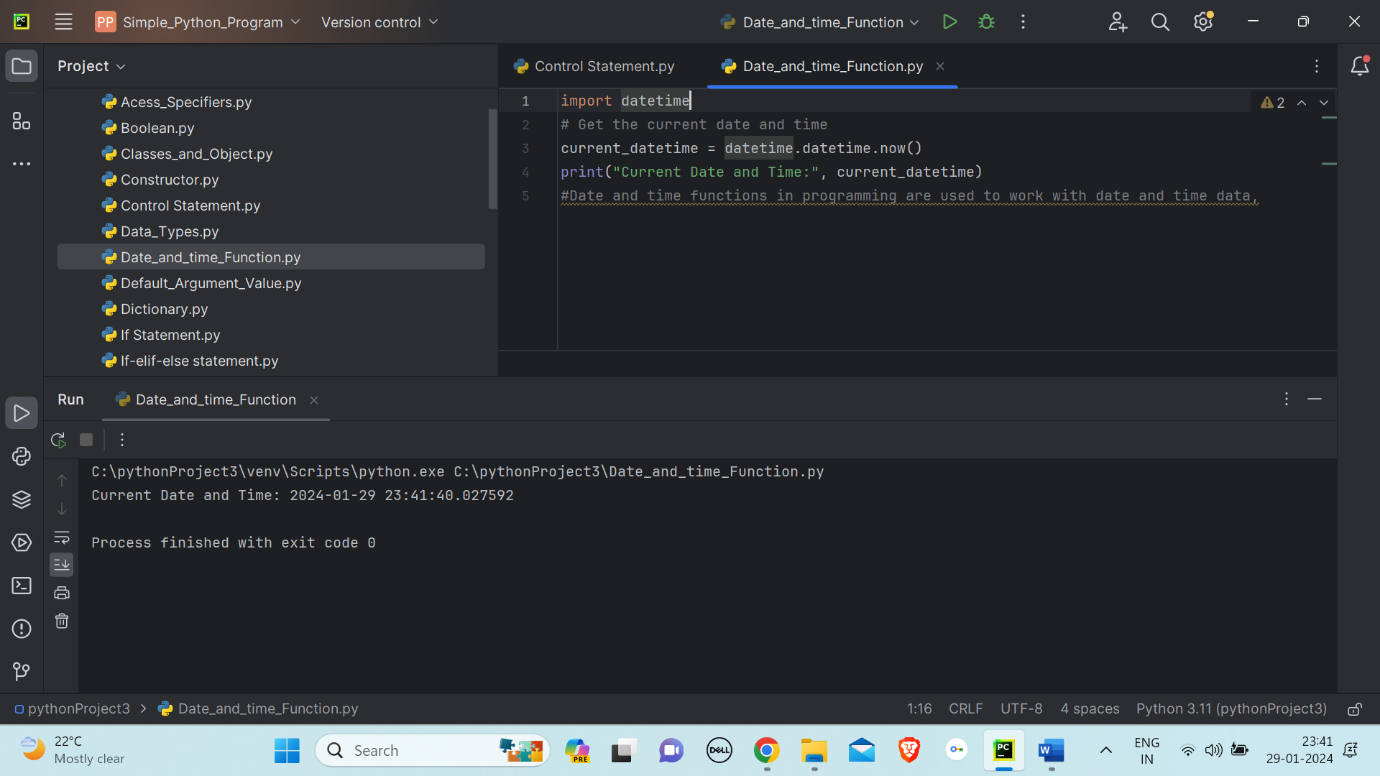 PC
PP Simple_Python_Program Version control Date_and_time_Function
Project
Control Statement.py Date_and_time_Function.py
Acess_Specifiers.py
Boolean.py
Classes_and_Object.py
Constructor.py
Control Statement.py
Data_Types.py
Date_and_time_Function.py
Default_Argument_Value.py
Dictionary.py
If Statement.py
If-elif-else statement.py
1 import datetime
2 # Get the current date and time
3 current_datetime = datetime.datetime.now()
4 print("Current Date and Time:", current_datetime)
5 #Date and time functions in programming are used to work with date and time data,
2
Run Date_and_time_Function
C:\pythonProject3\venv\Scripts\python.exe C:\pythonProject3\Date_and_time_Function.py
Current Date and Time: 2024-01-29 23:41:40.027592
Process finished with exit code 0
pythonProject3 > Date_and_time_Function.py 1:16 CRLF UTF-8 4 spaces Python 3.11 (pythonProject3)
22°C
Mostly clear
Search
PRE
DELL
PC
W
ENG
IN
23:41
29-01-2024